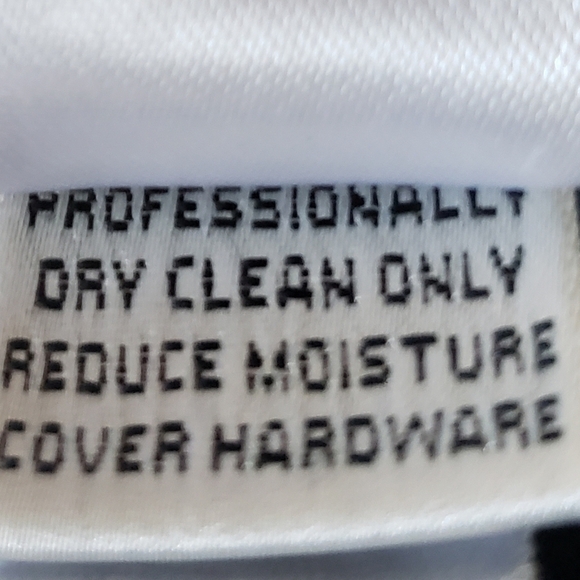 PROFESSIONALLY
DRY CLEAN ONLY
REDUCE MOISTURE
COVER HARDWARE